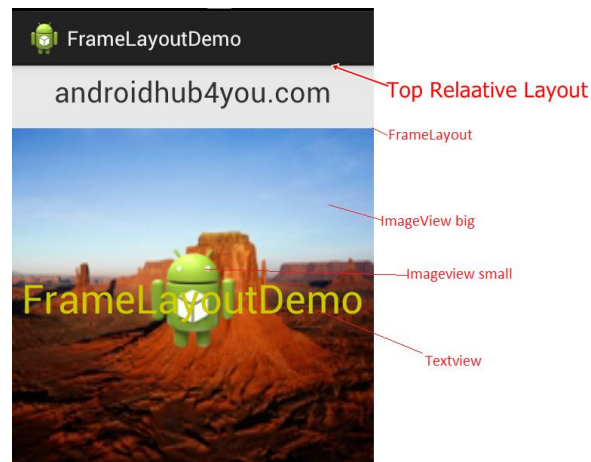 FrameLayoutDemo
androidhub4you.com
Top Relaative Layout
FrameLayout
ImageView big
Imageview small
FrameLayoutDemo
Textview